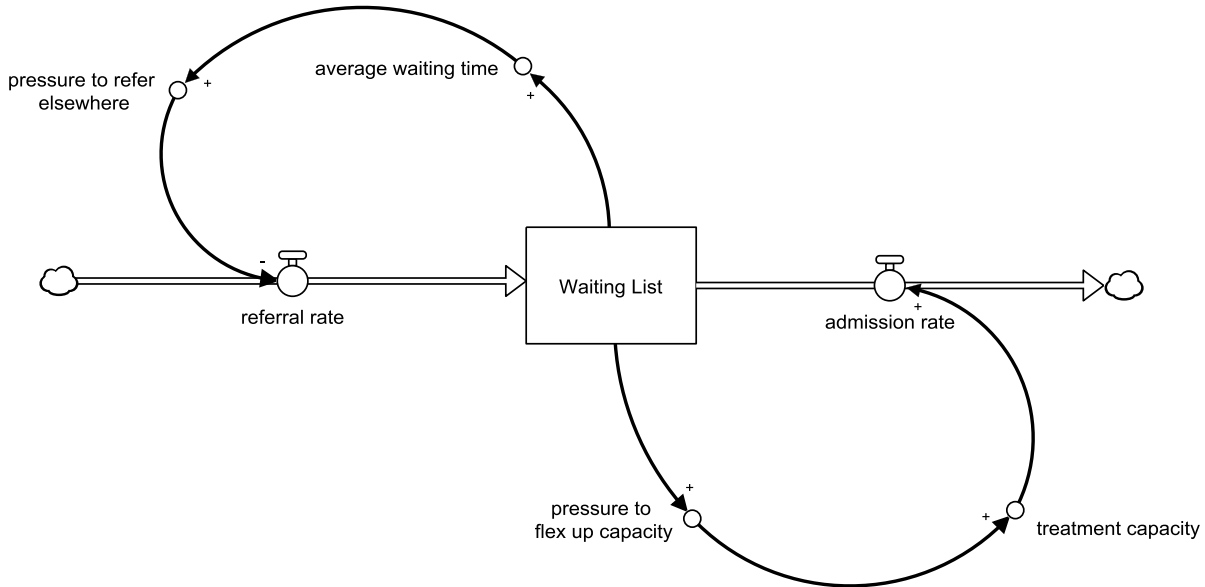 average waiting time
+
pressure to refer
elsewhere
+
-
referral rate
Waiting List
+
admission rate
+
pressure to
flex up capacity
+
treatment capacity